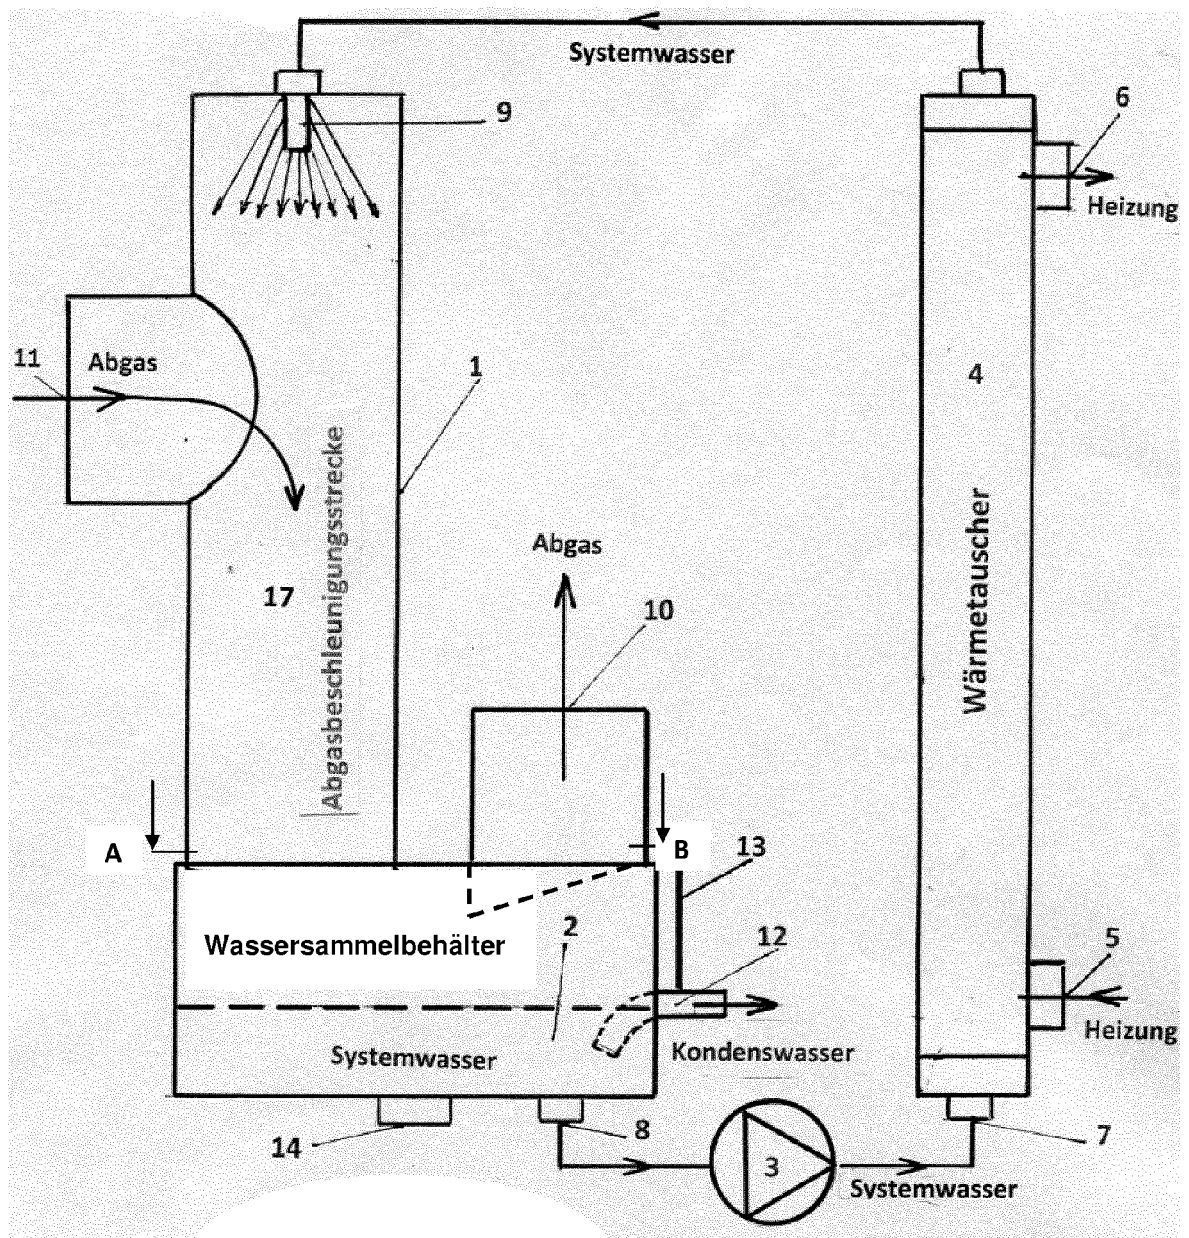 Systemwasser
9
6
Heizung
11
Abgas
1
4
Abgasbeschleunigungsstrecke
Wärmetauscher
Abgas
17
10
A
B
13
Wassersammelbehälter
2
12
5
Systemwasser
Kondenswasser
Heizung
14
8
3
7
Systemwasser